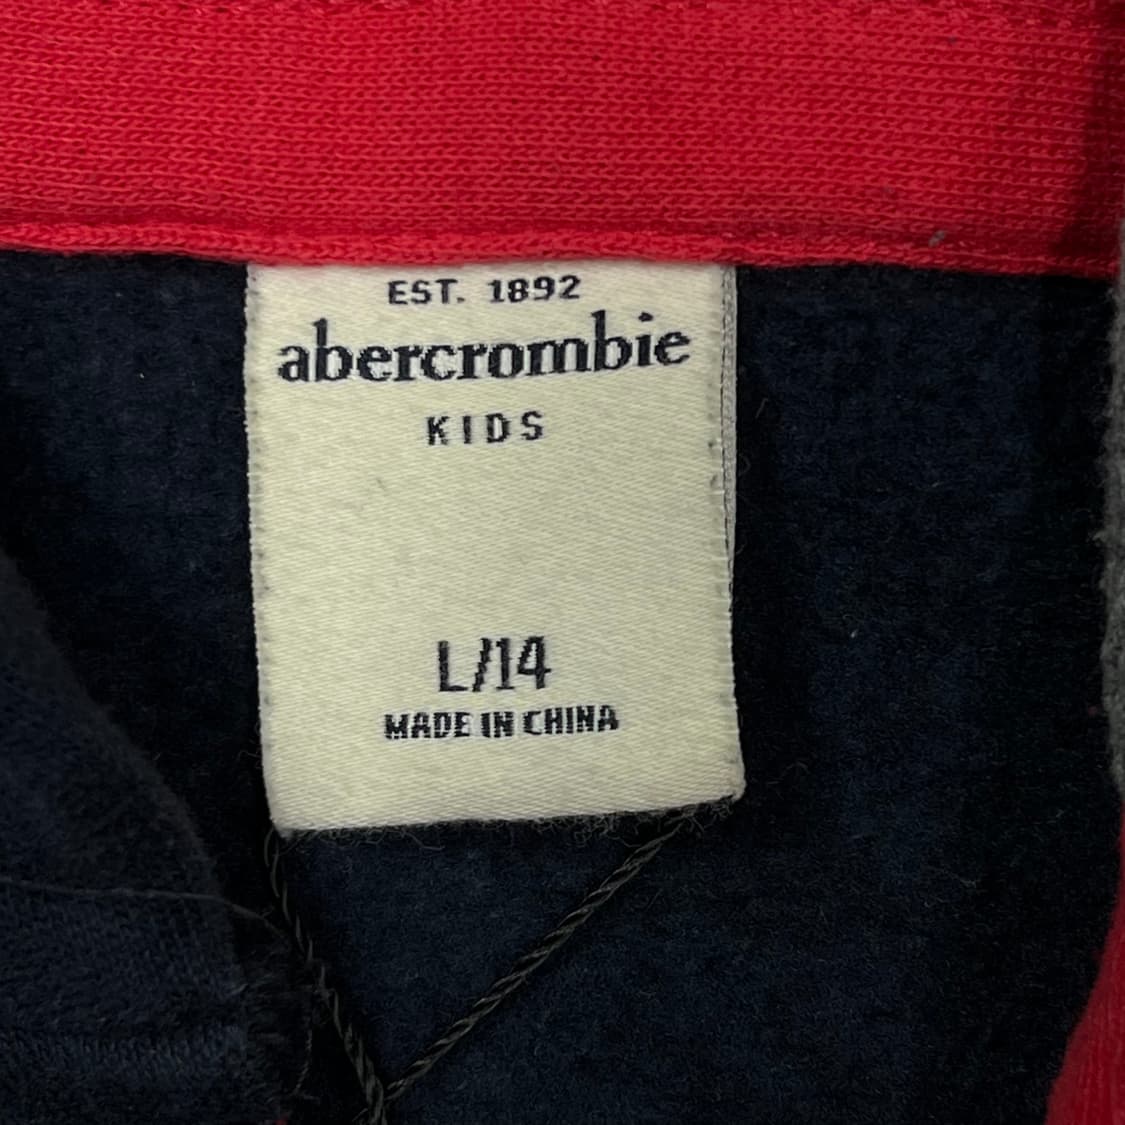 EST. 1892
abercrombie
KIDS
L/14
MADE IN CHINA